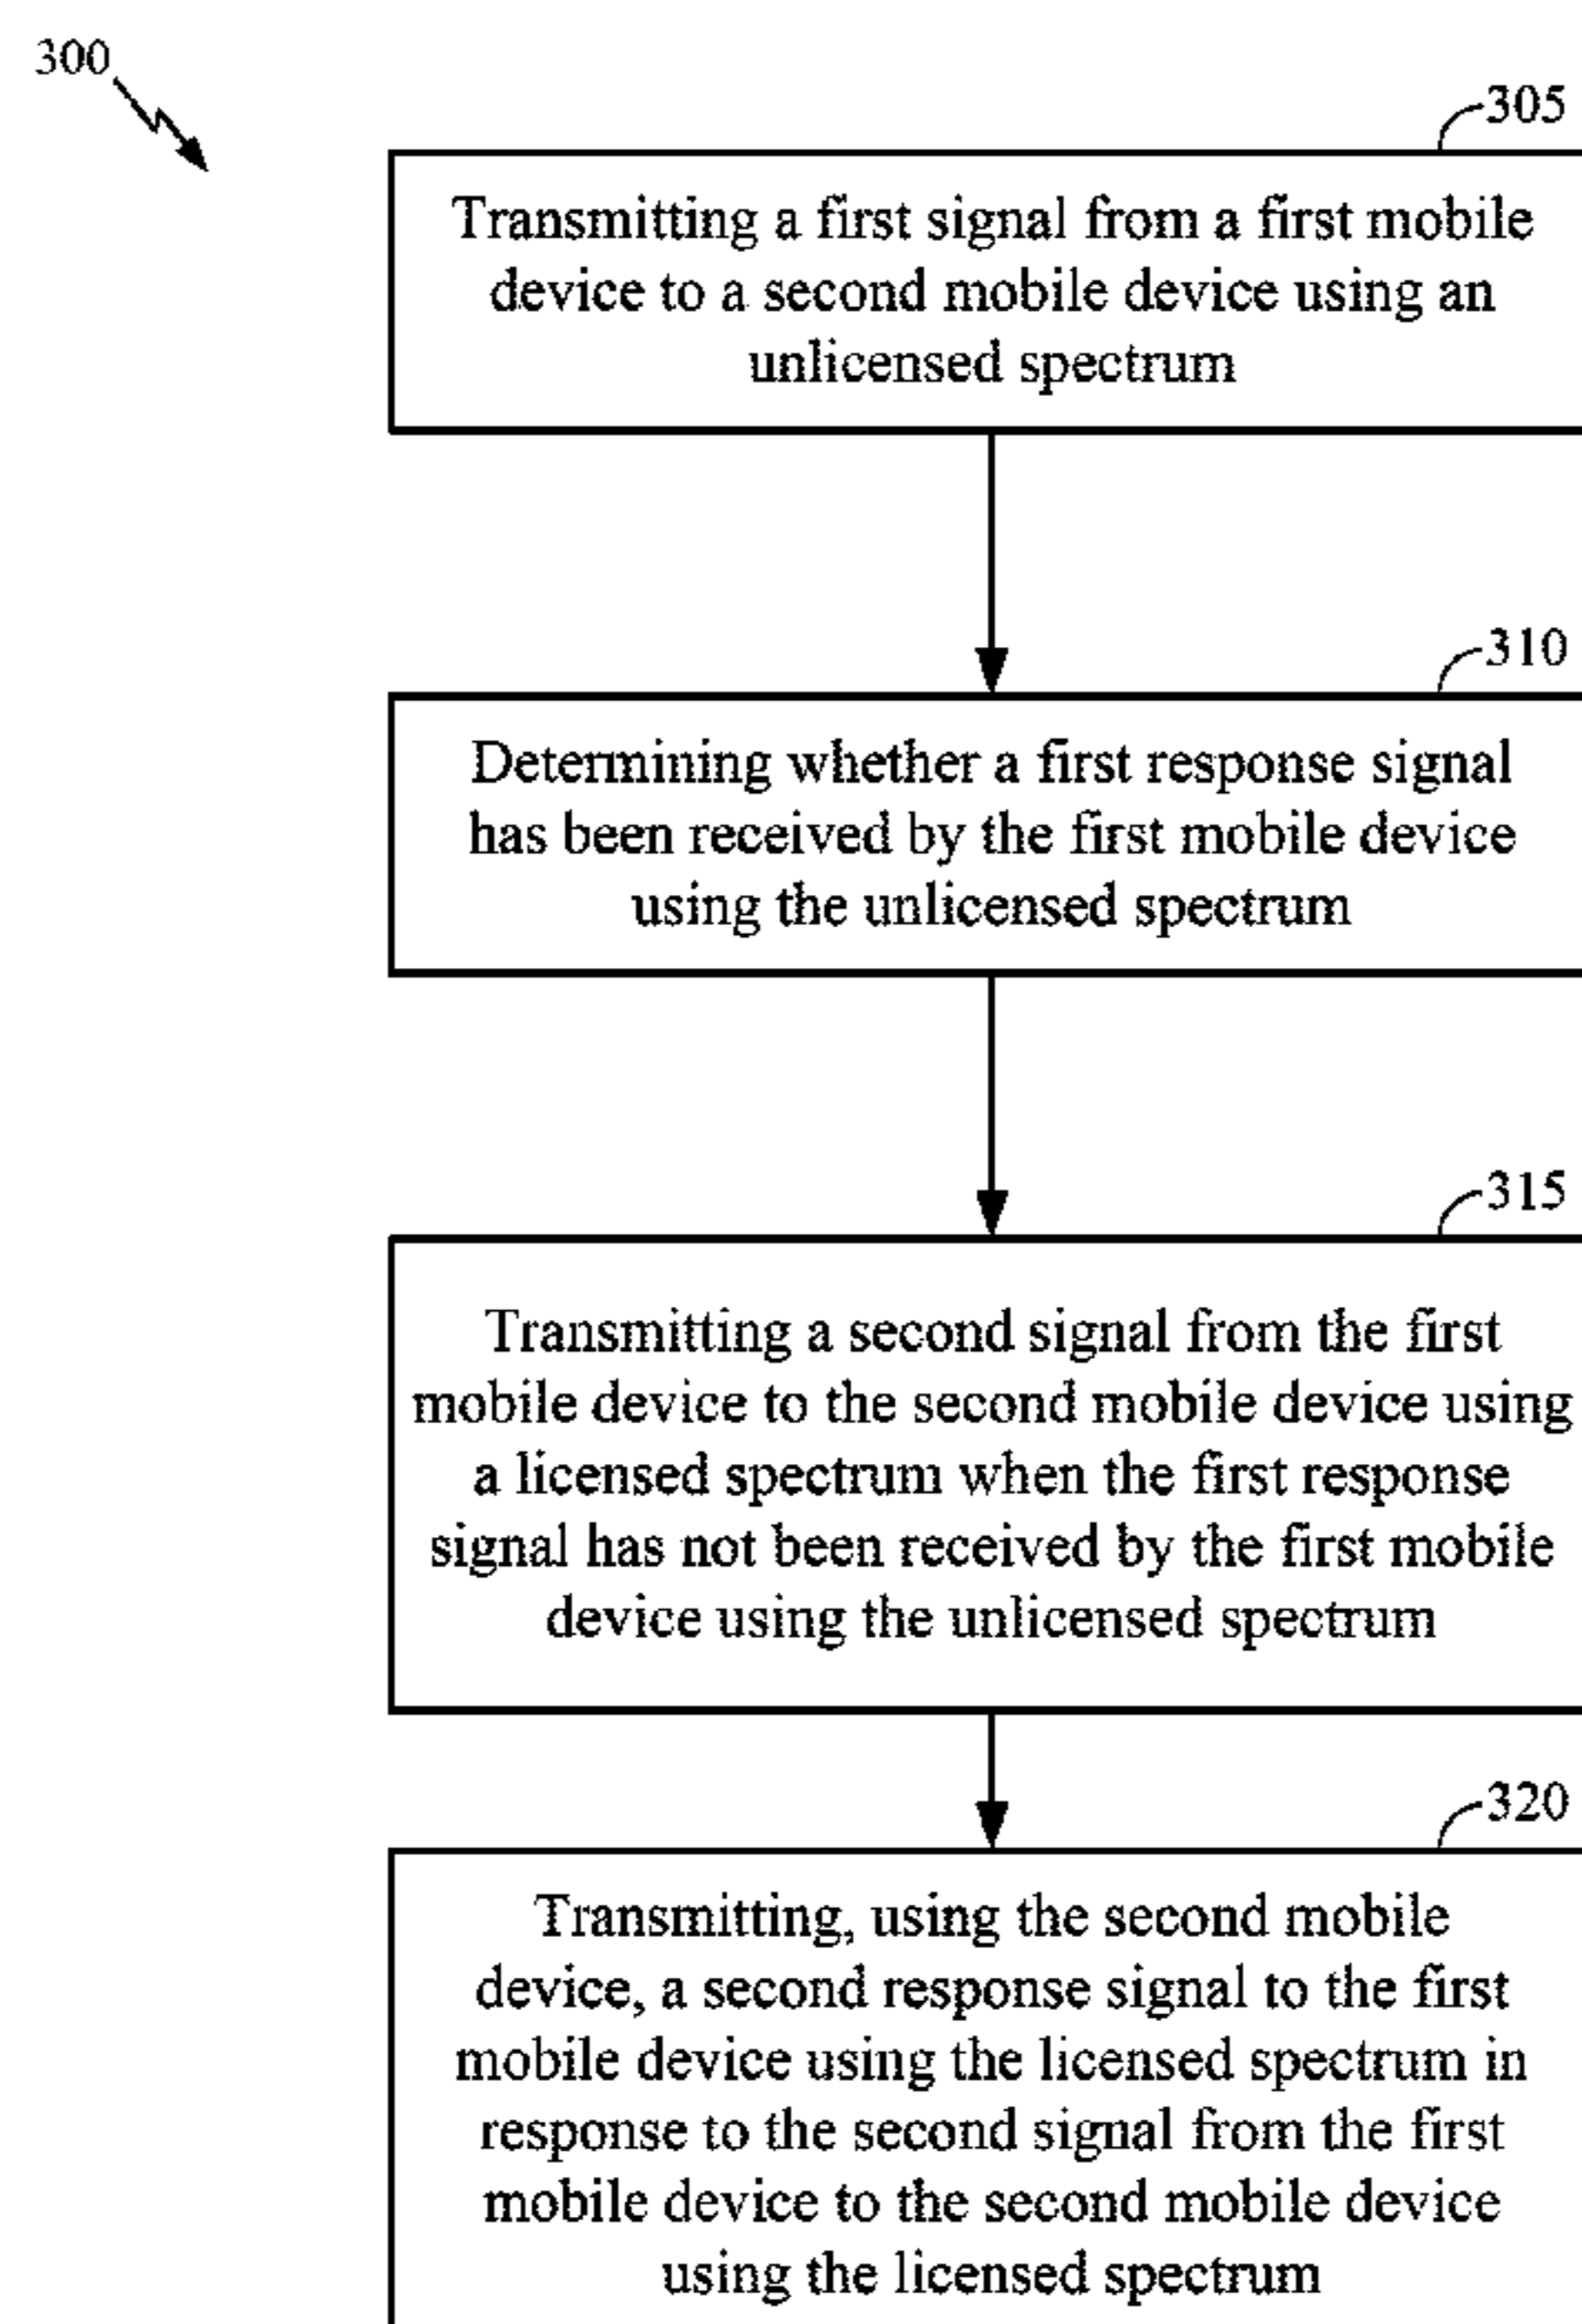 300
305
Transmitting a first signal from a first mobile
device to a second mobile device using an
unlicensed spectrum
310
Determining whether a first response signal
has been received by the first mobile device
using the unlicensed spectrum
315
Transmitting a second signal from the first
mobile device to the second mobile device using
a licensed spectrum when the first response
signal has not been received by the first mobile
device using the unlicensed spectrum
320
Transmitting, using the second mobile
device, a second response signal to the first
mobile device using the licensed spectrum in
response to the second signal from the first
mobile device to the second mobile device
using the licensed spectrum